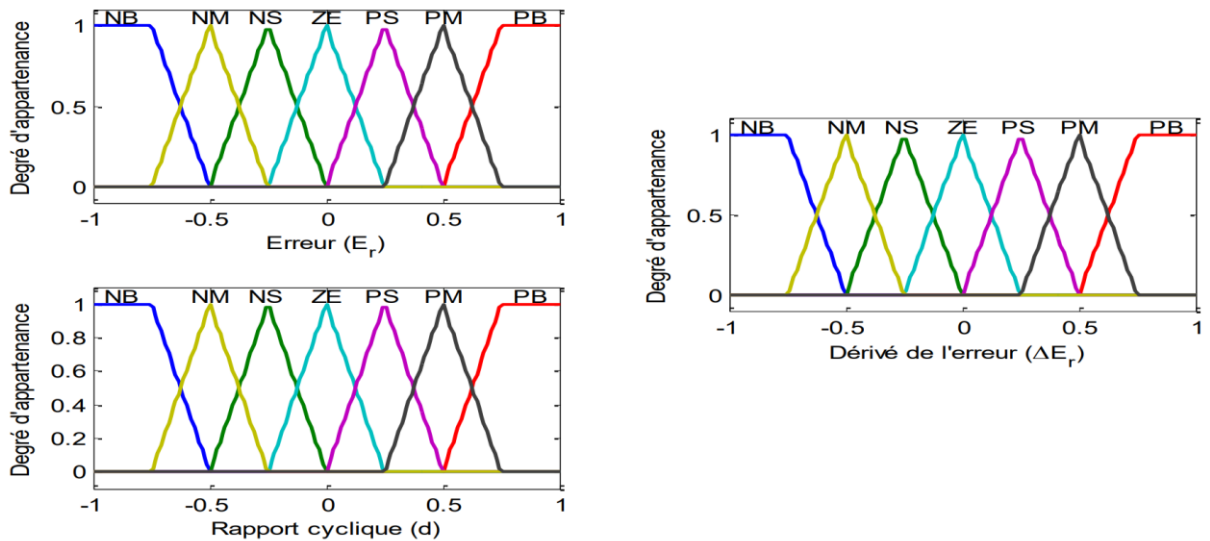 NB NM NS ZE PS PM PB
1
0.5
0
Degré d'appartenance
-1 -0.5 0 0.5 1
Erreur (E_r)
NB NM NS ZE PS PM PB
1
0.8
0.6
0.4
0.2
0
Degré d'appartenance
-1 -0.5 0 0.5 1
Rapport cyclique (d)
NB NM NS ZE PS PM PB
1
0.5
0
Degré d'appartenance
-1 -0.5 0 0.5 1
Dérivé de l'erreur (ΔE_r)